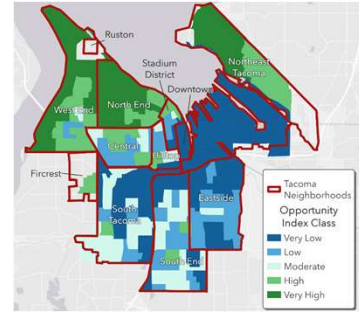 Ruston
Stadium
District
Northeast
Tacoma
Downtown
West End
North End
Central
Hilltop
Fircrest
South
Tacoma
Eastside
South End
Tacoma
Neighborhoods
Opportunity
Index Class
Very Low
Low
Moderate
High
Very High